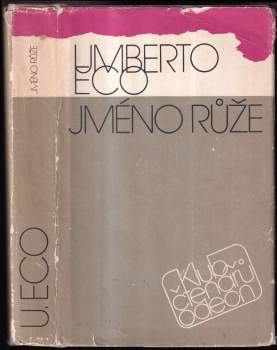 JMÉNO RŮŽE
U. ECO
UMBERTO
ECO
JMÉNO RŮŽE
klub
čtenářů
odeon